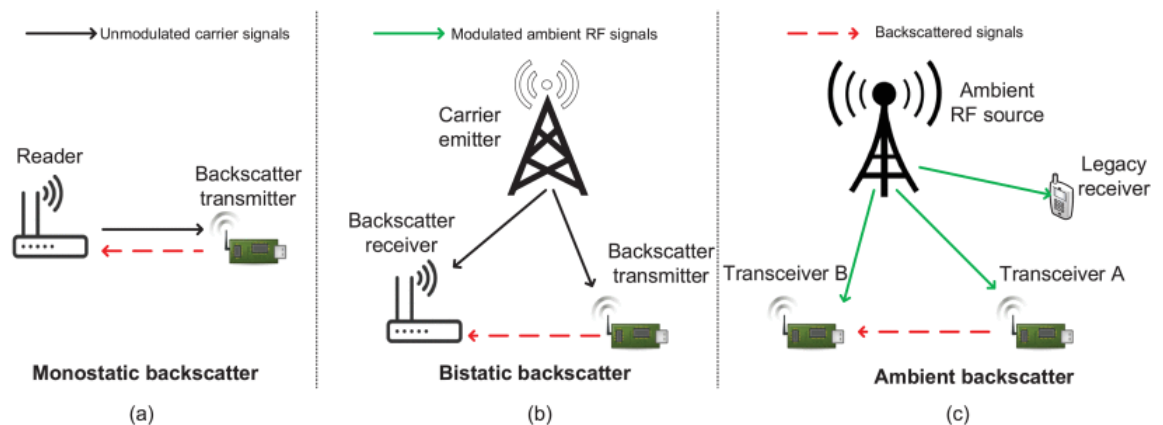 Unmodulated carrier signals
Reader
Backscatter
transmitter
Monostatic backscatter
(a)
Modulated ambient RF signals
Carrier
emitter
Backscatter
receiver
Backscatter
transmitter
Bistatic backscatter
(b)
Backscattered signals
Ambient
RF source
Legacy
receiver
Transceiver B
Transceiver A
Ambient backscatter
(c)